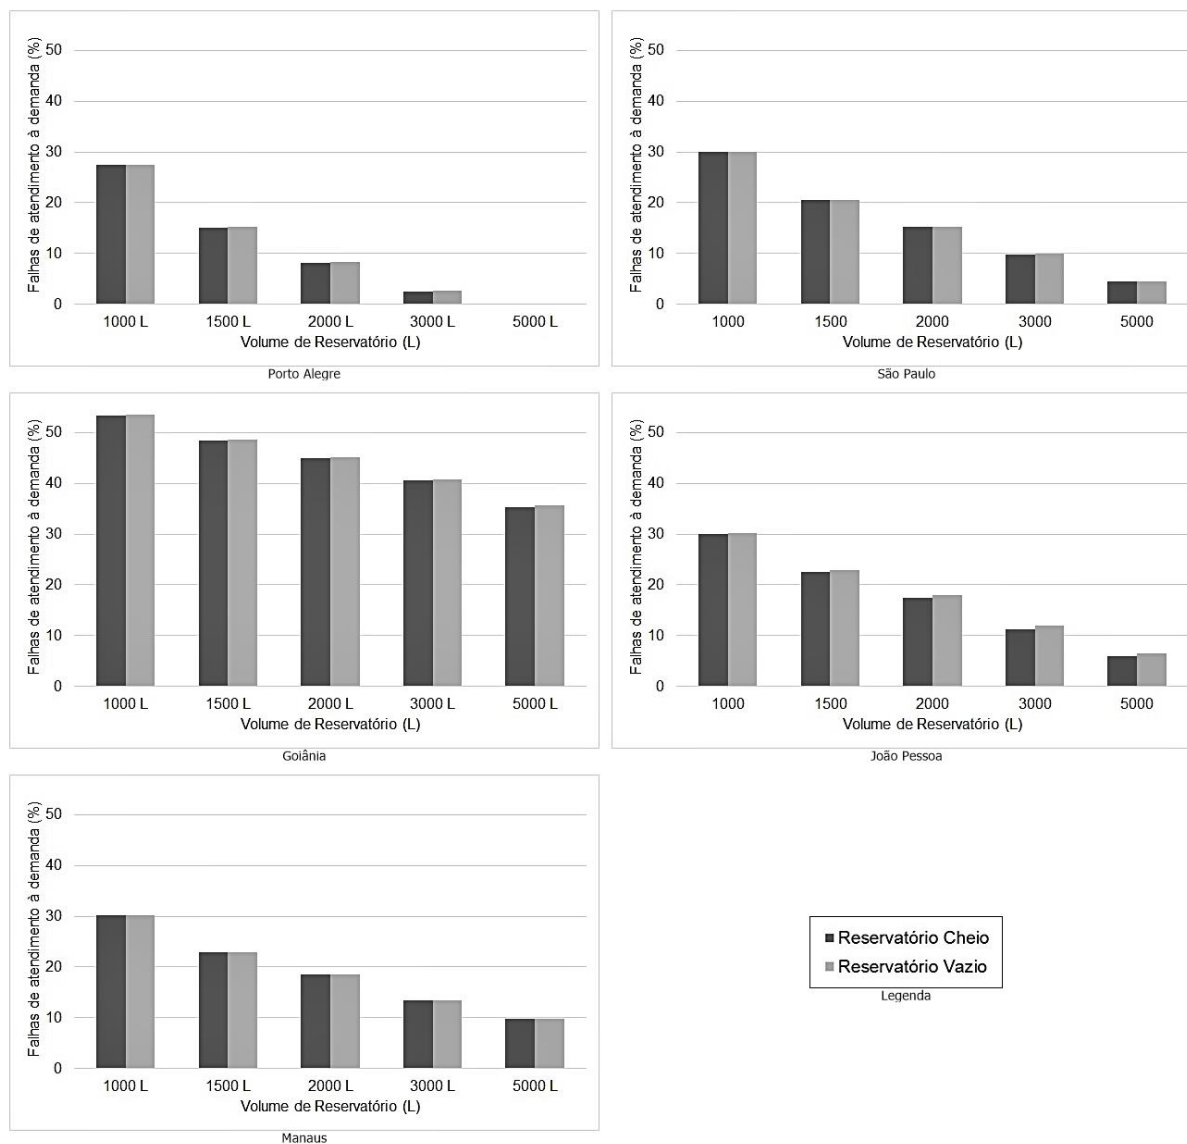 Falhas de atendimento à demanda (%)
50
40
30
20
10
0
1000 L 1500 L 2000 L 3000 L 5000 L
Volume de Reservatório (L)
Porto Alegre
Falhas de atendimento à demanda (%)
50
40
30
20
10
0
1000 1500 2000 3000 5000
Volume de Reservatório (L)
São Paulo
Falhas de atendimento à demanda (%)
50
40
30
20
10
0
1000 L 1500 L 2000 L 3000 L 5000 L
Volume de Reservatório (L)
Goiânia
Falhas de atendimento à demanda (%)
50
40
30
20
10
0
1000 1500 2000 3000 5000
Volume de Reservatório (L)
João Pessoa
Falhas de atendimento à demanda (%)
50
40
30
20
10
0
1000 L 1500 L 2000 L 3000 L 5000 L
Volume de Reservatório (L)
Manaus
Reservatório Cheio
Reservatório Vazio
Legenda